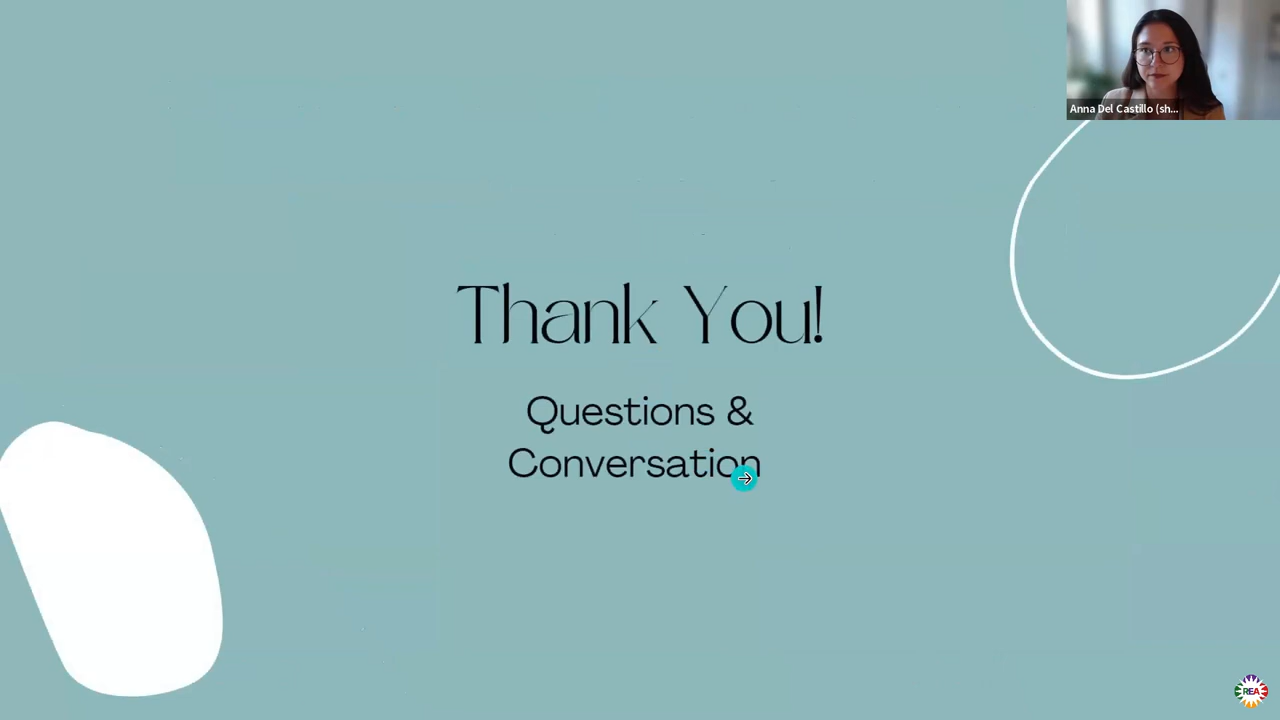 Anna Del Castillo (sh...
Thank You!
Questions &
Conversation
REA